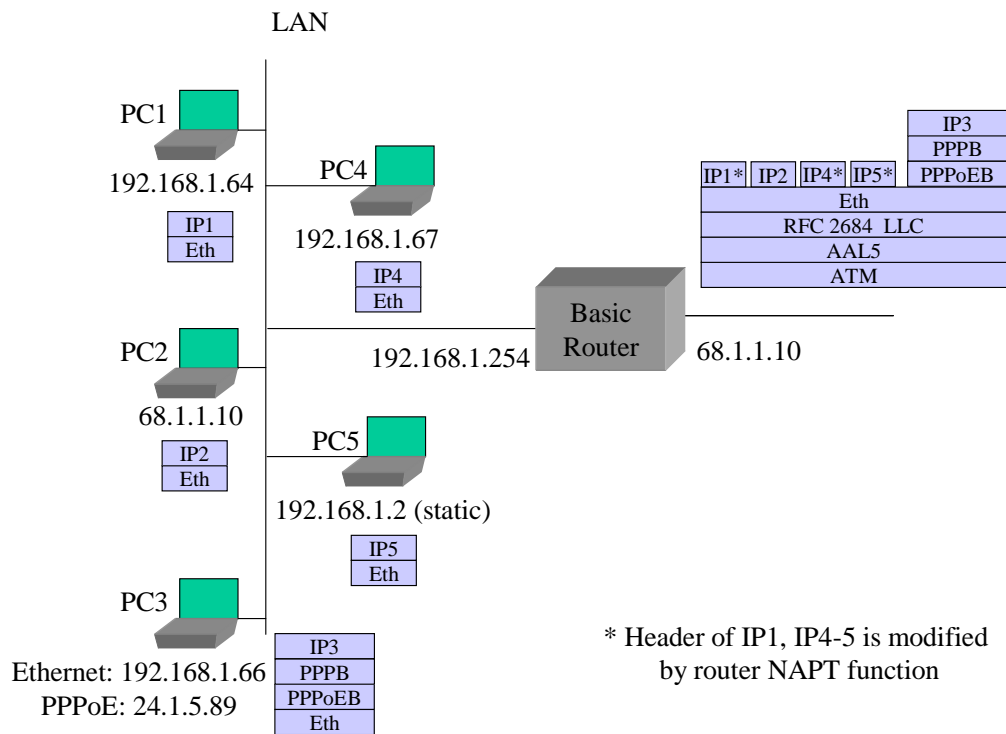 LAN
PC1
192.168.1.64
IP1
Eth
PC4
192.168.1.67
IP4
Eth
IP3
PPPB
PPPoEB
IP1*
IP2
IP4*
IP5*
Eth
RFC 2684 LLC
AAL5
ATM
Basic
Router
192.168.1.254
68.1.1.10
PC2
68.1.1.10
IP2
Eth
PC5
192.168.1.2 (static)
IP5
Eth
PC3
Ethernet: 192.168.1.66
PPPoE: 24.1.5.89
IP3
PPPB
PPPoEB
Eth
* Header of IP1, IP4-5 is modified
by router NAPT function